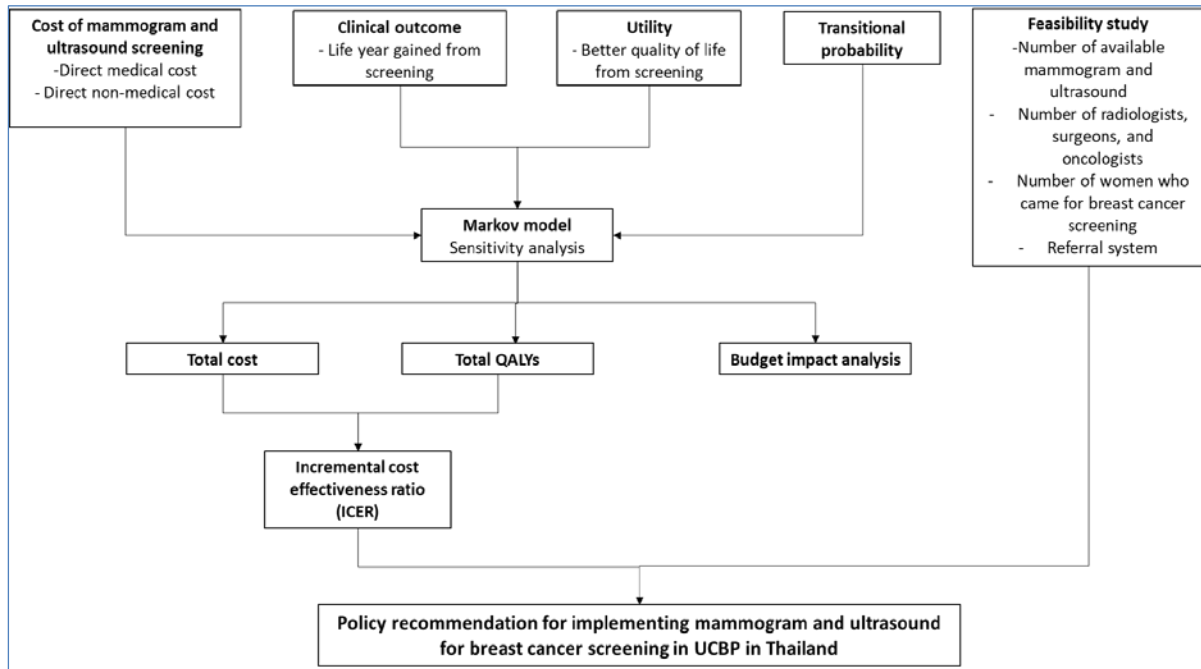 Cost of mammogram and
ultrasound screening
-Direct medical cost
- Direct non-medical cost
Clinical outcome
- Life year gained from
screening
Utility
- Better quality of life
from screening
Transitional
probability
Feasibility study
-Number of available
mammogram and
ultrasound
- Number of radiologists,
surgeons, and
oncologists
- Number of women who
came for breast cancer
screening
- Referral system
Markov model
Sensitivity analysis
Total cost
Total QALYs
Budget impact analysis
Incremental cost
effectiveness ratio
(ICER)
Policy recommendation for implementing mammogram and ultrasound
for breast cancer screening in UCBP in Thailand